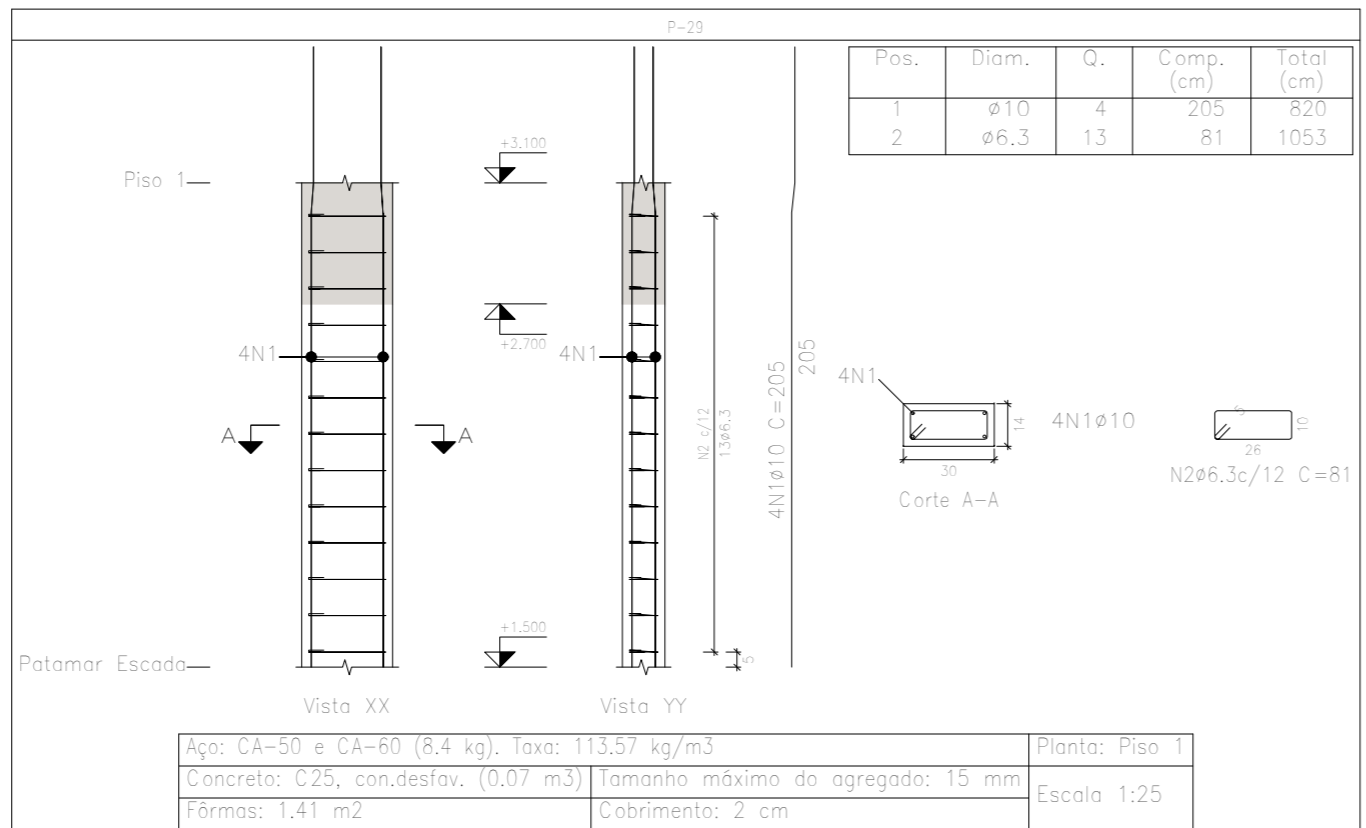 P-29
Pos. Diam. Q. Comp. (cm) Total (cm)
1 ø10 4 205 820
2 ø6.3 13 81 1053
Piso 1
+3.100
+2.700
4N1
4N1
A A
+1.500
Patamar Escada
Vista XX
Vista YY
N2 c/12
13ø6.3
5
4N1ø10 C=205
205
4N1
14
30
4N1ø10
Corte A-A
5
10
26
N2ø6.3c/12 C=81
Aço: CA-50 e CA-60 (8.4 kg). Taxa: 113.57 kg/m3
Planta: Piso 1
Concreto: C25, con.desfav. (0.07 m3)
Tamanho máximo do agregado: 15 mm
Escala 1:25
Fôrmas: 1.41 m2
Cobrimento: 2 cm